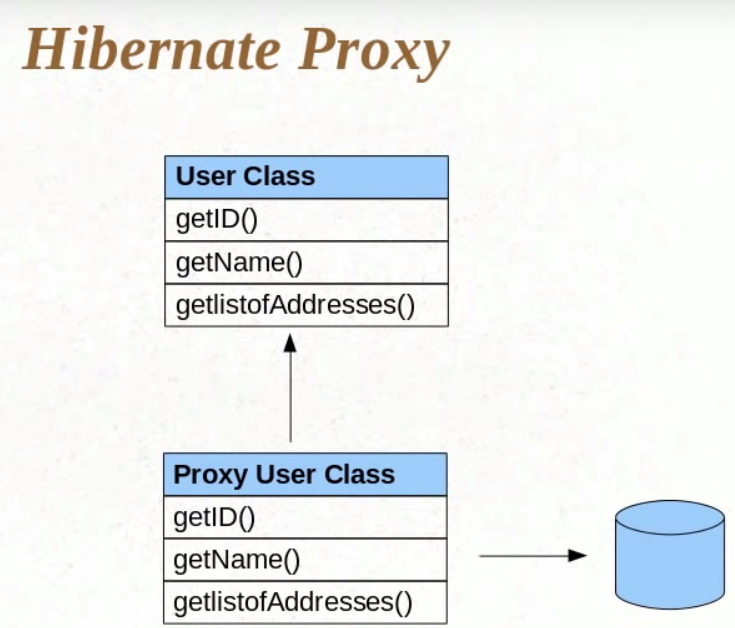 Hibernate Proxy
User Class
getID()
getName()
getlistofAddresses()
Proxy User Class
getID()
getName()
getlistofAddresses()